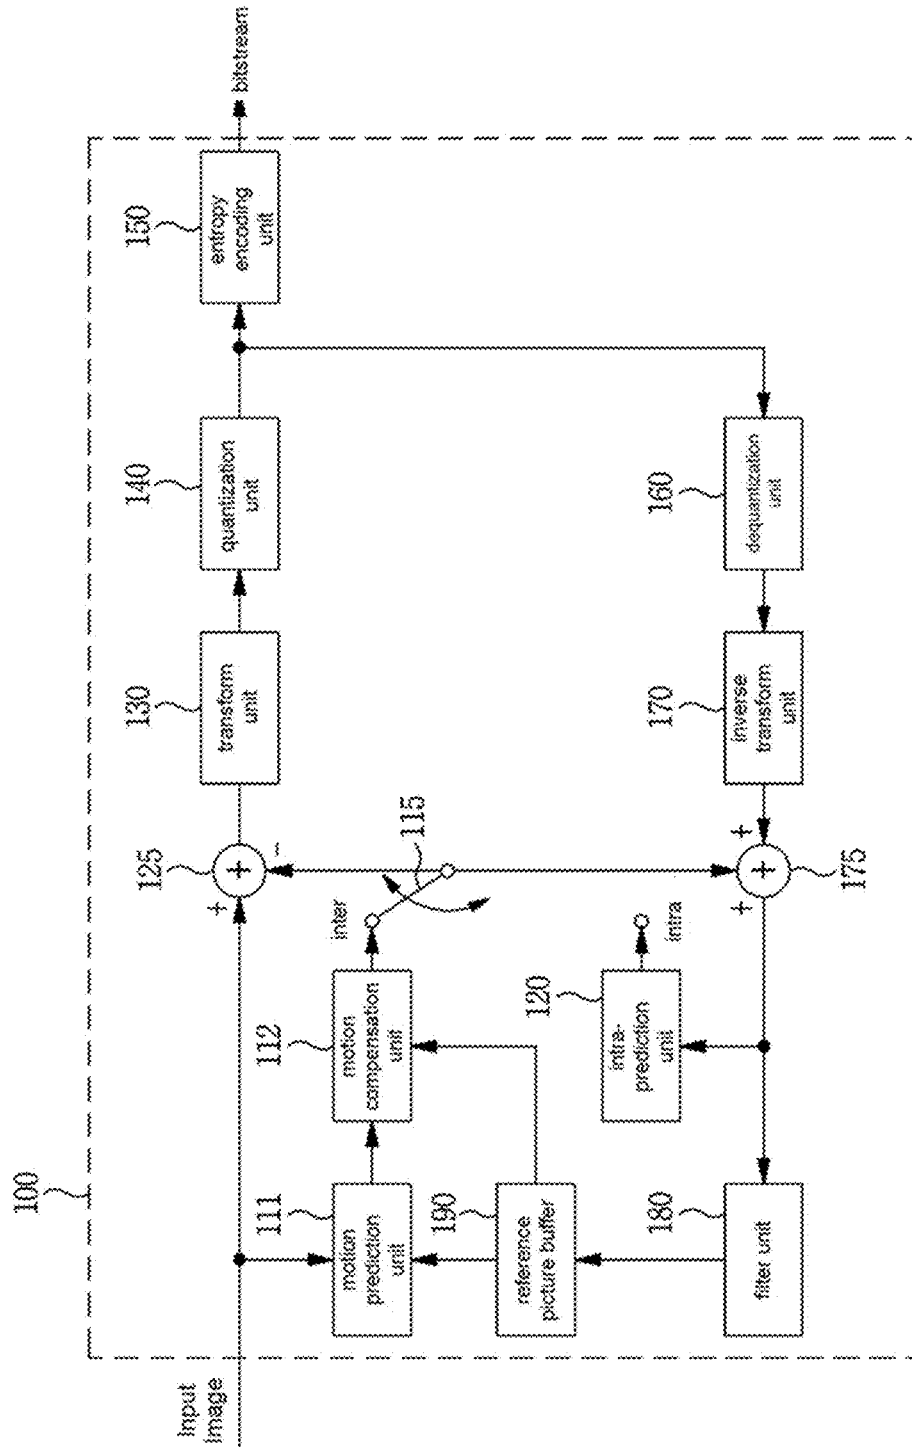 100
Input
Image
125
+
+
-
130
transform
unit
140
quantization
unit
150
entropy
encoding
unit
bitstream
111
motion
prediction
unit
112
motion
compensation
unit
inter
115
190
reference
picture buffer
120
intra-
prediction
unit
intra
180
filter unit
+
+
+
175
170
inverse
transform
unit
160
dequantization
unit